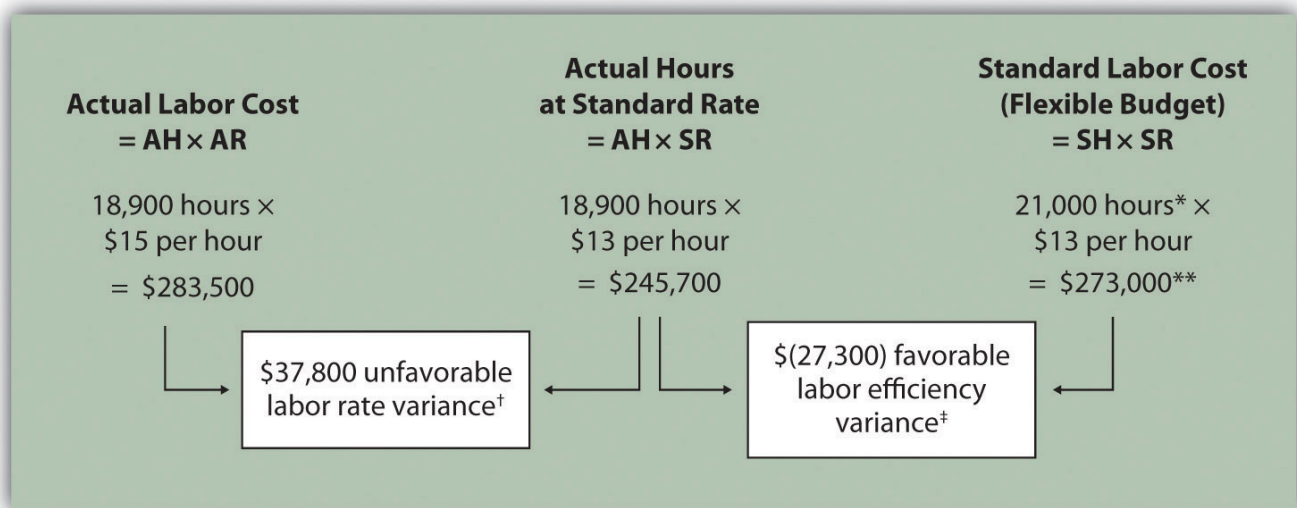 Actual Labor Cost
= AH × AR
18,900 hours ×
$15 per hour
= $283,500
Actual Hours
at Standard Rate
= AH × SR
18,900 hours ×
$13 per hour
= $245,700
Standard Labor Cost
(Flexible Budget)
= SH × SR
21,000 hours* ×
$13 per hour
= $273,000**
$37,800 unfavorable
labor rate variance†
$(27,300) favorable
labor efficiency
variance‡